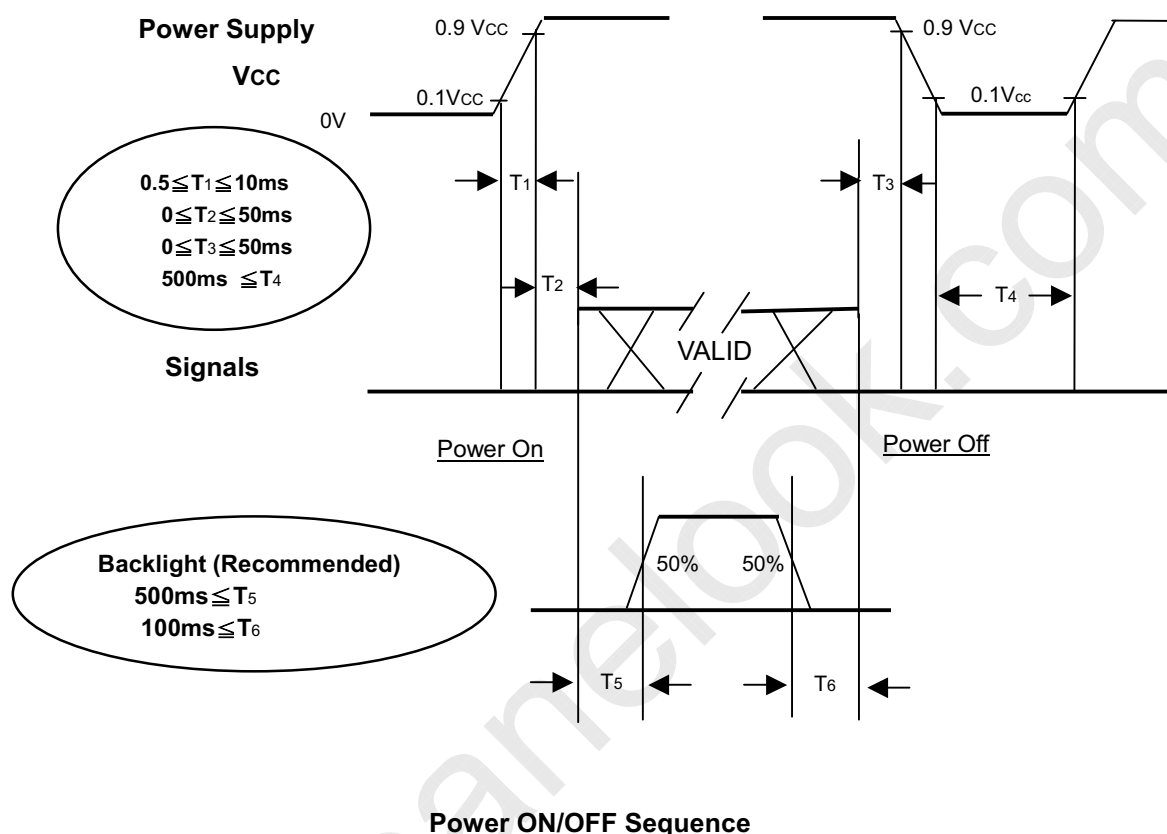 Power Supply
Vcc
0.9 Vcc
0.1Vcc
0V
0.9 Vcc
0.1Vcc
0.5≦T1≦10ms
0≦T2≦50ms
0≦T3≦50ms
500ms ≦T4
T1
T2
T3
T4
VALID
Signals
Power On
Power Off
Backlight (Recommended)
500ms≦T5
100ms≦T6
50%
50%
T5
T6
Power ON/OFF Sequence
anelook.com